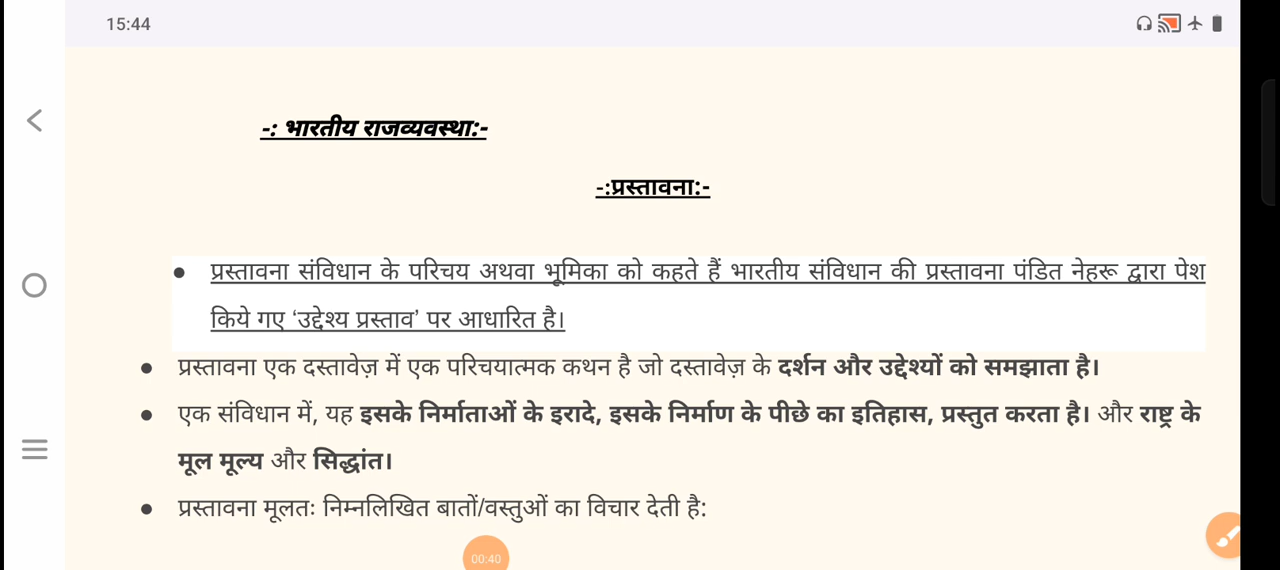 15:44
-: भारतीय राजव्यवस्था:-
-:प्रस्तावना:-
● प्रस्तावना संविधान के परिचय अथवा भूमिका को कहते हैं भारतीय संविधान की प्रस्तावना पंडित नेहरू द्वारा पेश
किये गए ‘उद्देश्य प्रस्ताव’ पर आधारित है।
● प्रस्तावना एक दस्तावेज़ में एक परिचयात्मक कथन है जो दस्तावेज़ के दर्शन और उद्देश्यों को समझाता है।
● एक संविधान में, यह इसके निर्माताओं के इरादे, इसके निर्माण के पीछे का इतिहास, प्रस्तुत करता है। और राष्ट्र के
मूल मूल्य और सिद्धांत।
● प्रस्तावना मूलतः निम्नलिखित बातों/वस्तुओं का विचार देती है:
00:40